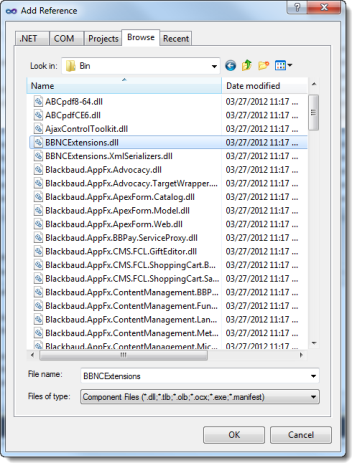 Add Reference
.NET COM Projects Browse Recent
Look in: Bin
Name Date modified
ABCpdf8-64.dll 03/27/2012 11:17 ...
ABCpdfCE6.dll 03/27/2012 11:17 ...
AjaxControlToolkit.dll 03/27/2012 11:17 ...
BBNCExtensions.dll 03/27/2012 11:17 ...
BBNCExtensions.XmlSerializers.dll 03/27/2012 11:17 ...
Blackbaud.AppFx.Advocacy.dll 03/27/2012 11:17 ...
Blackbaud.AppFx.Advocacy.TargetWrapper.... 03/27/2012 11:17 ...
Blackbaud.AppFx.ApexForm.Catalog.dll 03/27/2012 11:17 ...
Blackbaud.AppFx.ApexForm.Model.dll 03/27/2012 11:17 ...
Blackbaud.AppFx.ApexForm.Web.dll 03/27/2012 11:17 ...
Blackbaud.AppFx.BBPay.ServiceProxy.dll 03/27/2012 11:17 ...
Blackbaud.AppFx.CMS.FCL.GiftEditor.dll 03/27/2012 11:17 ...
Blackbaud.AppFx.CMS.FCL.ShoppingCart.B... 03/27/2012 11:17 ...
Blackbaud.AppFx.CMS.FCL.ShoppingCart.Sa... 03/27/2012 11:17 ...
Blackbaud.AppFx.ContentManagement.BBP... 03/27/2012 11:17 ...
Blackbaud.AppFx.ContentManagement.Fun... 03/27/2012 11:17 ...
Blackbaud.AppFx.ContentManagement.Lan... 03/27/2012 11:17 ...
Blackbaud.AppFx.ContentManagement.Met... 03/27/2012 11:17 ...
Blackbaud.AppFx.ContentManagement.Mic... 03/27/2012 11:17 ...
File name: BBNCExtensions
Files of type: Component Files (*.dll;*.tlb;*.olb;*.ocx;*.exe;*.manifest)
OK Cancel